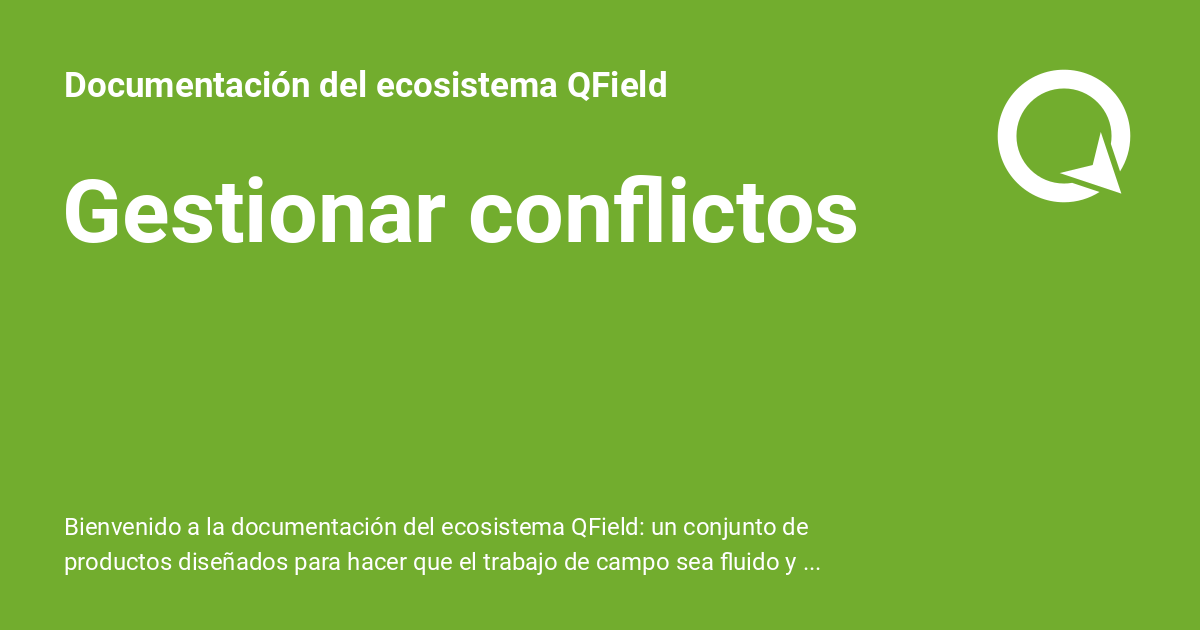 Documentación del ecosistema QField
Gestionar conflictos
Bienvenido a la documentación del ecosistema QField: un conjunto de
productos diseñados para hacer que el trabajo de campo sea fluido y ...